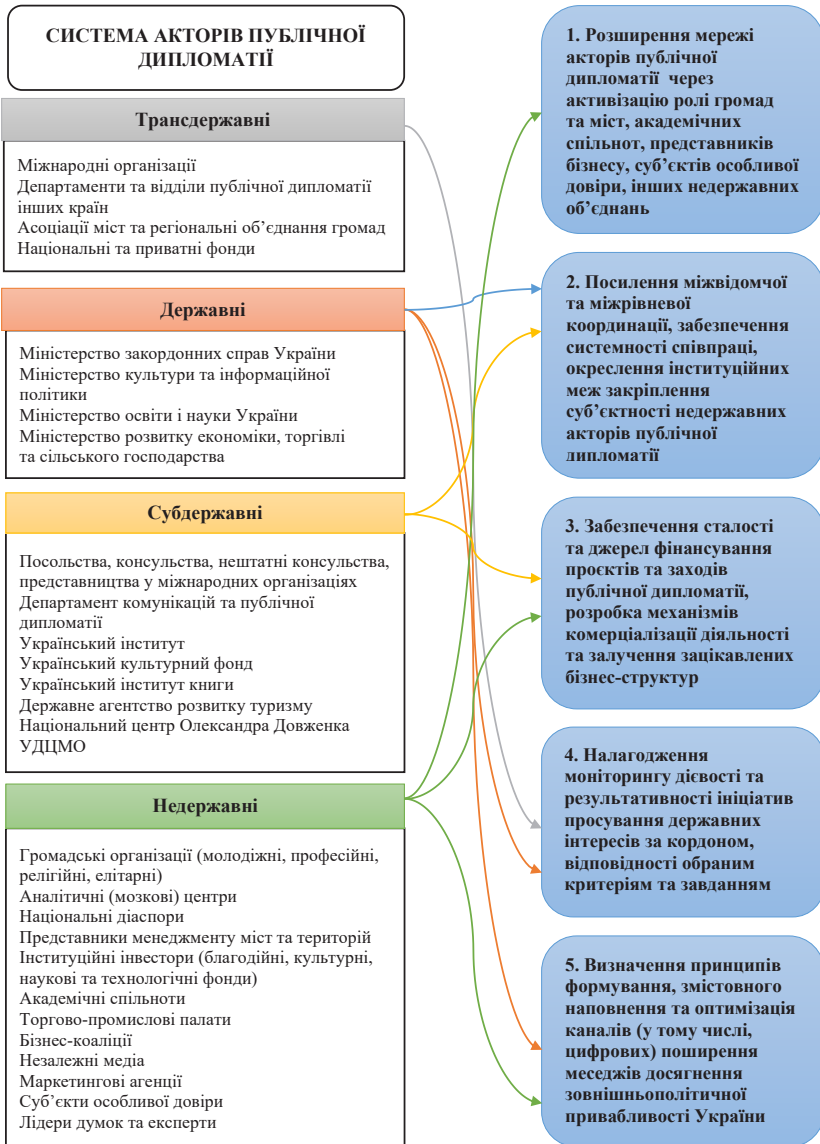 СИСТЕМА АКТОРІВ ПУБЛІЧНОЇ
ДИПЛОМАТІЇ
Трансдержавні
Міжнародні організації
Департаменти та відділи публічної дипломатії
інших країн
Асоціації міст та регіональні об’єднання громад
Національні та приватні фонди
Державні
Міністерство закордонних справ України
Міністерство культури та інформаційної
політики
Міністерство освіти і науки України
Міністерство розвитку економіки, торгівлі
та сільського господарства
Субдержавні
Посольства, консульства, нештатні консульства,
представництва у міжнародних організаціях
Департамент комунікацій та публічної
дипломатії
Український інститут
Український культурний фонд
Український інститут книги
Державне агентство розвитку туризму
Національний центр Олександра Довженка
УДЦМО
Недержавні
Громадські організації (молодіжні, професійні,
релігійні, елітарні)
Аналітичні (мозкові) центри
Національні діаспори
Представники менеджменту міст та територій
Інституційні інвестори (благодійні, культурні,
наукові та технологічні фонди)
Академічні спільноти
Торгово-промислові палати
Бізнес-коаліції
Незалежні медіа
Маркетингові агенції
Суб’єкти особливої довіри
Лідери думок та експерти
1. Розширення мережі
акторів публічної
дипломатії через
активізацію ролі громад
та міст, академічних
спільнот, представників
бізнесу, суб’єктів особливої
довіри, інших недержавних
об’єднань
2. Посилення міжвідомчої
та міжрівневої
координації, забезпечення
системності співпраці,
окреслення інституційних
меж закріплення
суб’єктності недержавних
акторів публічної
дипломатії
3. Забезпечення сталості
та джерел фінансування
проєктів та заходів
публічної дипломатії,
розробка механізмів
комерціалізації діяльності
та залучення зацікавлених
бізнес-структур
4. Налагодження
моніторингу дієвості та
результативності ініціатив
просування державних
інтересів за кордоном,
відповідності обраним
критеріям та завданням
5. Визначення принципів
формування, змістовного
наповнення та оптимізація
каналів (у тому числі,
цифрових) поширення
меседжів досягнення
зовнішньополітичної
привабливості України